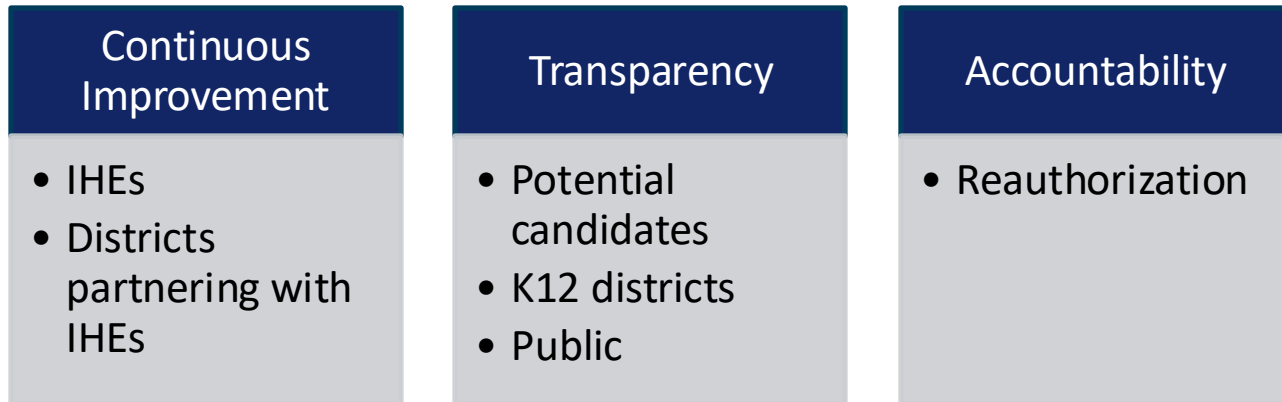 Continuous
Improvement
• IHEs
• Districts
partnering with
IHEs
Transparency
• Potential
candidates
• K12 districts
• Public
Accountability
• Reauthorization